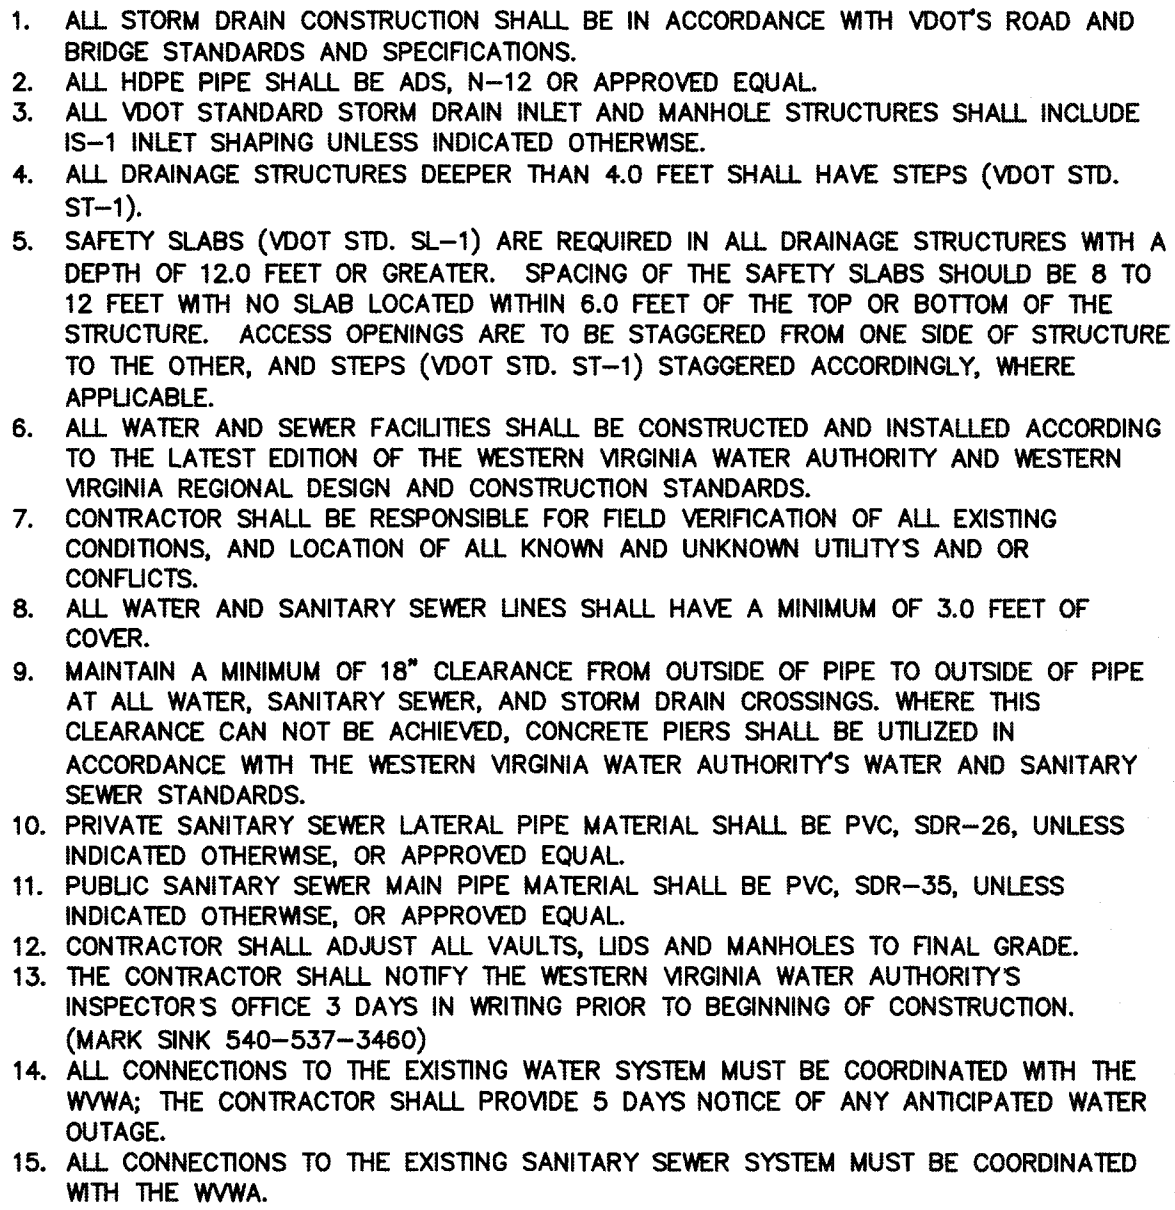 1. ALL STORM DRAIN CONSTRUCTION SHALL BE IN ACCORDANCE WITH VDOT'S ROAD AND
BRIDGE STANDARDS AND SPECIFICATIONS.
2. ALL HDPE PIPE SHALL BE ADS, N-12 OR APPROVED EQUAL.
3. ALL VDOT STANDARD STORM DRAIN INLET AND MANHOLE STRUCTURES SHALL INCLUDE
IS-1 INLET SHAPING UNLESS INDICATED OTHERWISE.
4. ALL DRAINAGE STRUCTURES DEEPER THAN 4.0 FEET SHALL HAVE STEPS (VDOT STD.
ST-1).
5. SAFETY SLABS (VDOT STD. SL-1) ARE REQUIRED IN ALL DRAINAGE STRUCTURES WITH A
DEPTH OF 12.0 FEET OR GREATER. SPACING OF THE SAFETY SLABS SHOULD BE 8 TO
12 FEET WITH NO SLAB LOCATED WITHIN 6.0 FEET OF THE TOP OR BOTTOM OF THE
STRUCTURE. ACCESS OPENINGS ARE TO BE STAGGERED FROM ONE SIDE OF STRUCTURE
TO THE OTHER, AND STEPS (VDOT STD. ST-1) STAGGERED ACCORDINGLY, WHERE
APPLICABLE.
6. ALL WATER AND SEWER FACILITIES SHALL BE CONSTRUCTED AND INSTALLED ACCORDING
TO THE LATEST EDITION OF THE WESTERN VIRGINIA WATER AUTHORITY AND WESTERN
VIRGINIA REGIONAL DESIGN AND CONSTRUCTION STANDARDS.
7. CONTRACTOR SHALL BE RESPONSIBLE FOR FIELD VERIFICATION OF ALL EXISTING
CONDITIONS, AND LOCATION OF ALL KNOWN AND UNKNOWN UTILITY'S AND OR
CONFLICTS.
8. ALL WATER AND SANITARY SEWER LINES SHALL HAVE A MINIMUM OF 3.0 FEET OF
COVER.
9. MAINTAIN A MINIMUM OF 18" CLEARANCE FROM OUTSIDE OF PIPE TO OUTSIDE OF PIPE
AT ALL WATER, SANITARY SEWER, AND STORM DRAIN CROSSINGS. WHERE THIS
CLEARANCE CAN NOT BE ACHIEVED, CONCRETE PIERS SHALL BE UTILIZED IN
ACCORDANCE WITH THE WESTERN VIRGINIA WATER AUTHORITY'S WATER AND SANITARY
SEWER STANDARDS.
10. PRIVATE SANITARY SEWER LATERAL PIPE MATERIAL SHALL BE PVC, SDR-26, UNLESS
INDICATED OTHERWISE, OR APPROVED EQUAL.
11. PUBLIC SANITARY SEWER MAIN PIPE MATERIAL SHALL BE PVC, SDR-35, UNLESS
INDICATED OTHERWISE, OR APPROVED EQUAL.
12. CONTRACTOR SHALL ADJUST ALL VAULTS, LIDS AND MANHOLES TO FINAL GRADE.
13. THE CONTRACTOR SHALL NOTIFY THE WESTERN VIRGINIA WATER AUTHORITY'S
INSPECTOR'S OFFICE 3 DAYS IN WRITING PRIOR TO BEGINNING OF CONSTRUCTION.
(MARK SINK 540-537-3460)
14. ALL CONNECTIONS TO THE EXISTING WATER SYSTEM MUST BE COORDINATED WITH THE
WVWA; THE CONTRACTOR SHALL PROVIDE 5 DAYS NOTICE OF ANY ANTICIPATED WATER
OUTAGE.
15. ALL CONNECTIONS TO THE EXISTING SANITARY SEWER SYSTEM MUST BE COORDINATED
WITH THE WVWA.